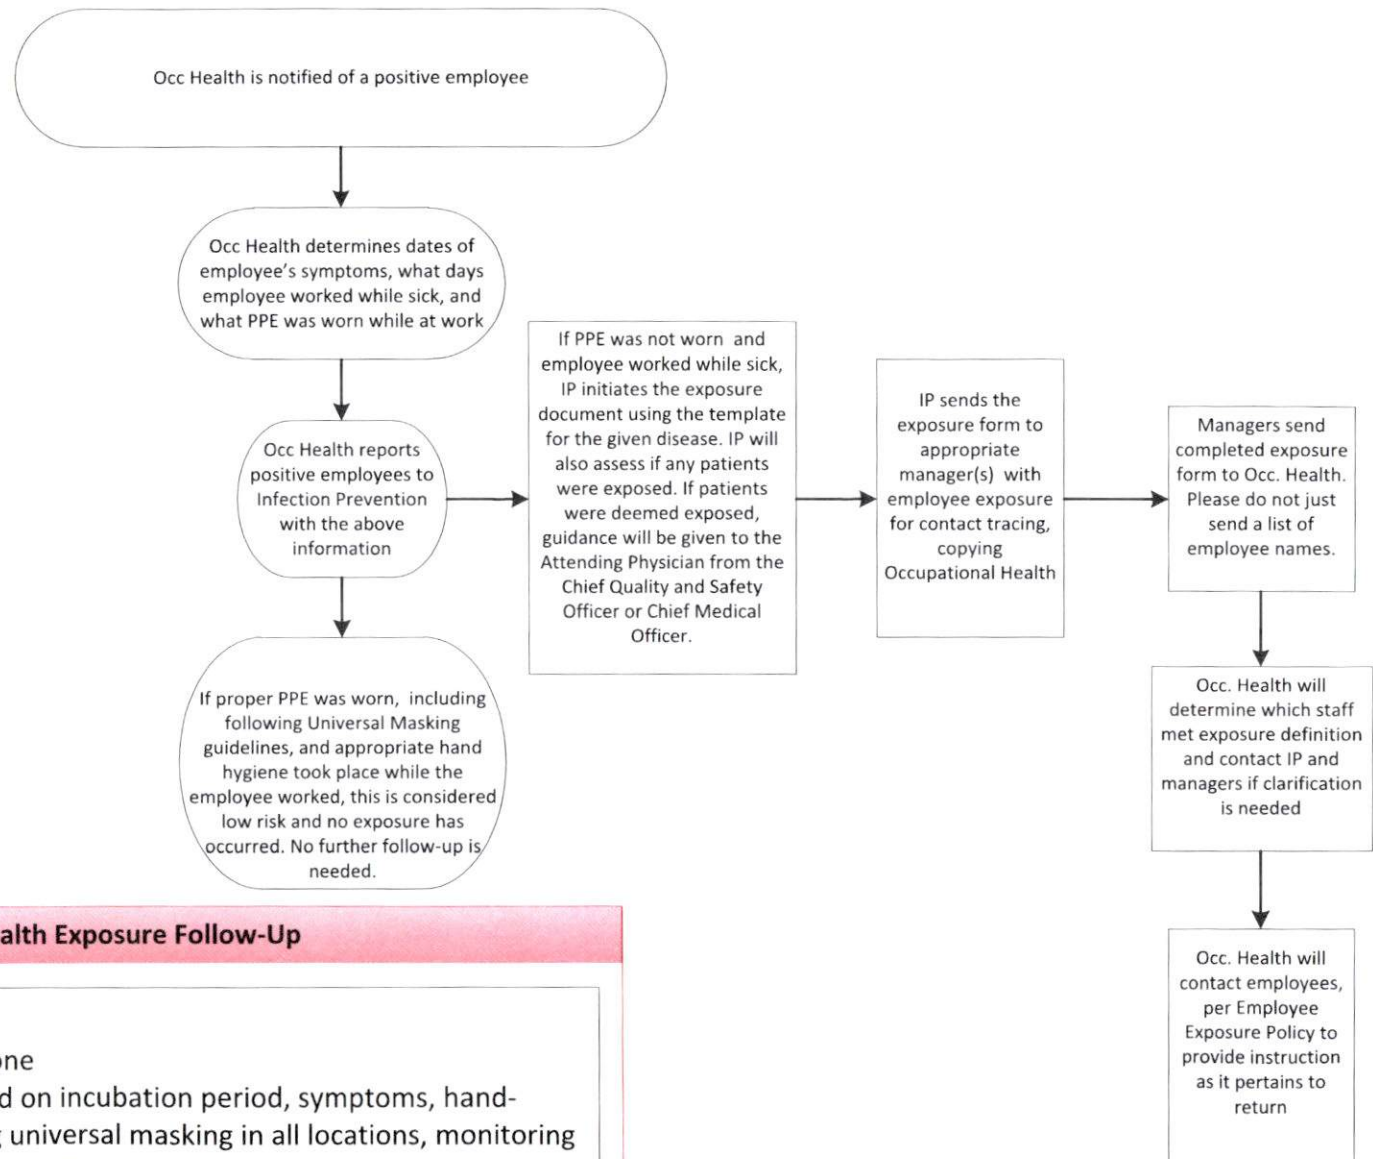 Occ Health is notified of a positive employee
Occ Health determines dates of
employee's symptoms, what days
employee worked while sick, and
what PPE was worn while at work
Occ Health reports
positive employees to
Infection Prevention
with the above
information
If proper PPE was worn, including
following Universal Masking
guidelines, and appropriate hand
hygiene took place while the
employee worked, this is considered
low risk and no exposure has
occurred. No further follow-up is
needed.
If PPE was not worn and
employee worked while sick,
IP initiates the exposure
document using the template
for the given disease. IP will
also assess if any patients
were exposed. If patients
were deemed exposed,
guidance will be given to the
Attending Physician from the
Chief Quality and Safety
Officer or Chief Medical
Officer.
IP sends the
exposure form to
appropriate
manager(s) with
employee exposure
for contact tracing,
copying
Occupational Health
Managers send
completed exposure
form to Occ. Health.
Please do not just
send a list of
employee names.
Occ. Health will
determine which staff
met exposure definition
and contact IP and
managers if clarification
is needed
Occ. Health will
contact employees,
per Employee
Exposure Policy to
provide instruction
as it pertains to
return
alth Exposure Follow-Up
one
d on incubation period, symptoms, hand-
g universal masking in all locations, monitoring